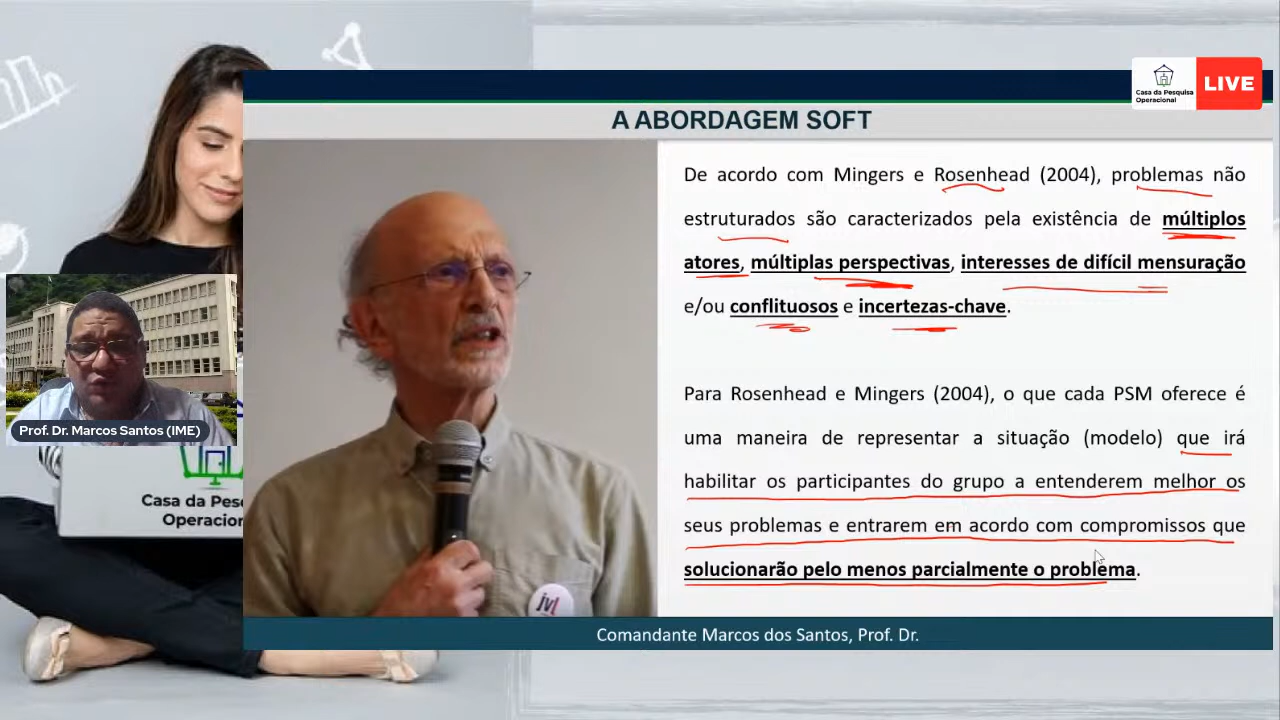 Casa da Pesquisa
Operacional
LIVE
A ABORDAGEM SOFT
De acordo com Mingers e Rosenhead (2004), problemas não
estruturados são caracterizados pela existência de múltiplos
atores, múltiplas perspectivas, interesses de difícil mensuração
e/ou conflituosos e incertezas-chave.
Para Rosenhead e Mingers (2004), o que cada PSM oferece é
uma maneira de representar a situação (modelo) que irá
habilitar os participantes do grupo a entenderem melhor os
seus problemas e entrarem em acordo com compromissos que
solucionarão pelo menos parcialmente o problema.
Prof. Dr. Marcos Santos (IME)
Casa da Pesq
Operacional
jvl
Comandante Marcos dos Santos, Prof. Dr.